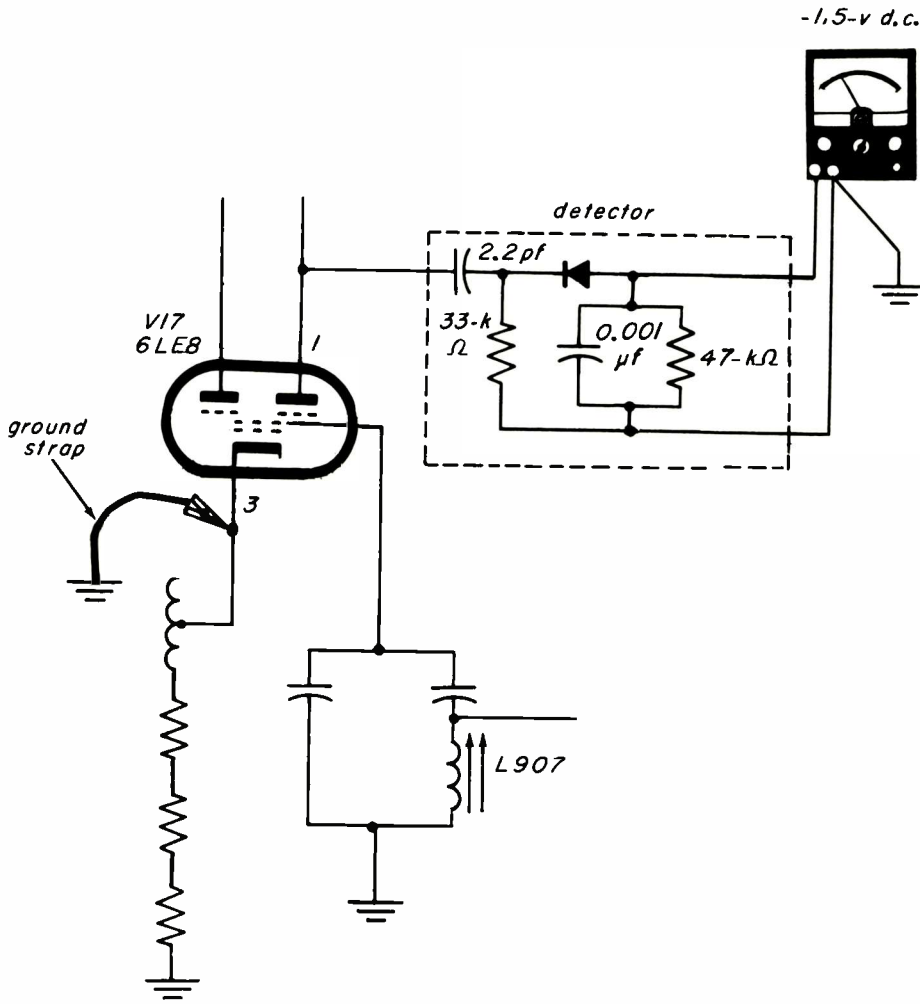 -1.5-v d.c.
detector
2.2pf
V17
6LE8
1
33-k
Ω
0.001
μf
47-kΩ
ground
strap
3
L907